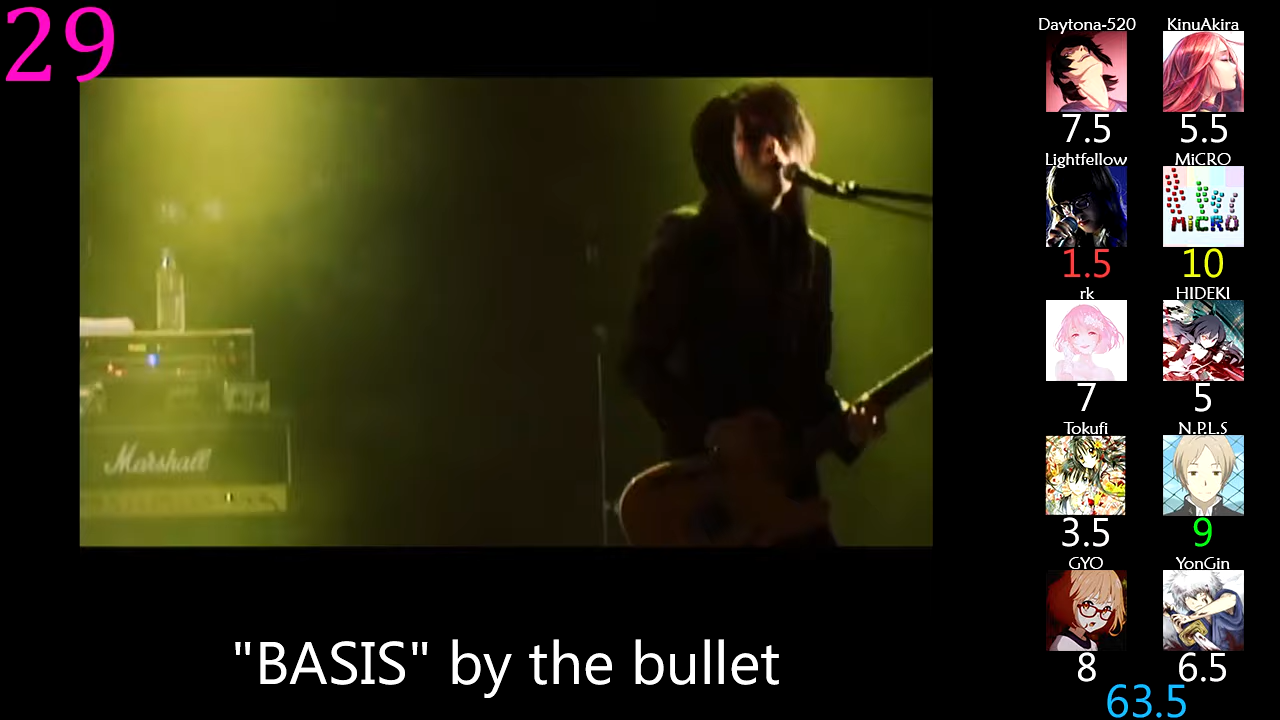 29
Daytona-520
KinuAkira
7.5
5.5
Lightfellow
MiCRO
MiCRO
1.5
10
rk
HIDEKI
7
5
Marshall
Tokufi
N.P.L.S
3.5
9
GYO
YonGin
8
6.5
"BASIS" by the bullet
63.5